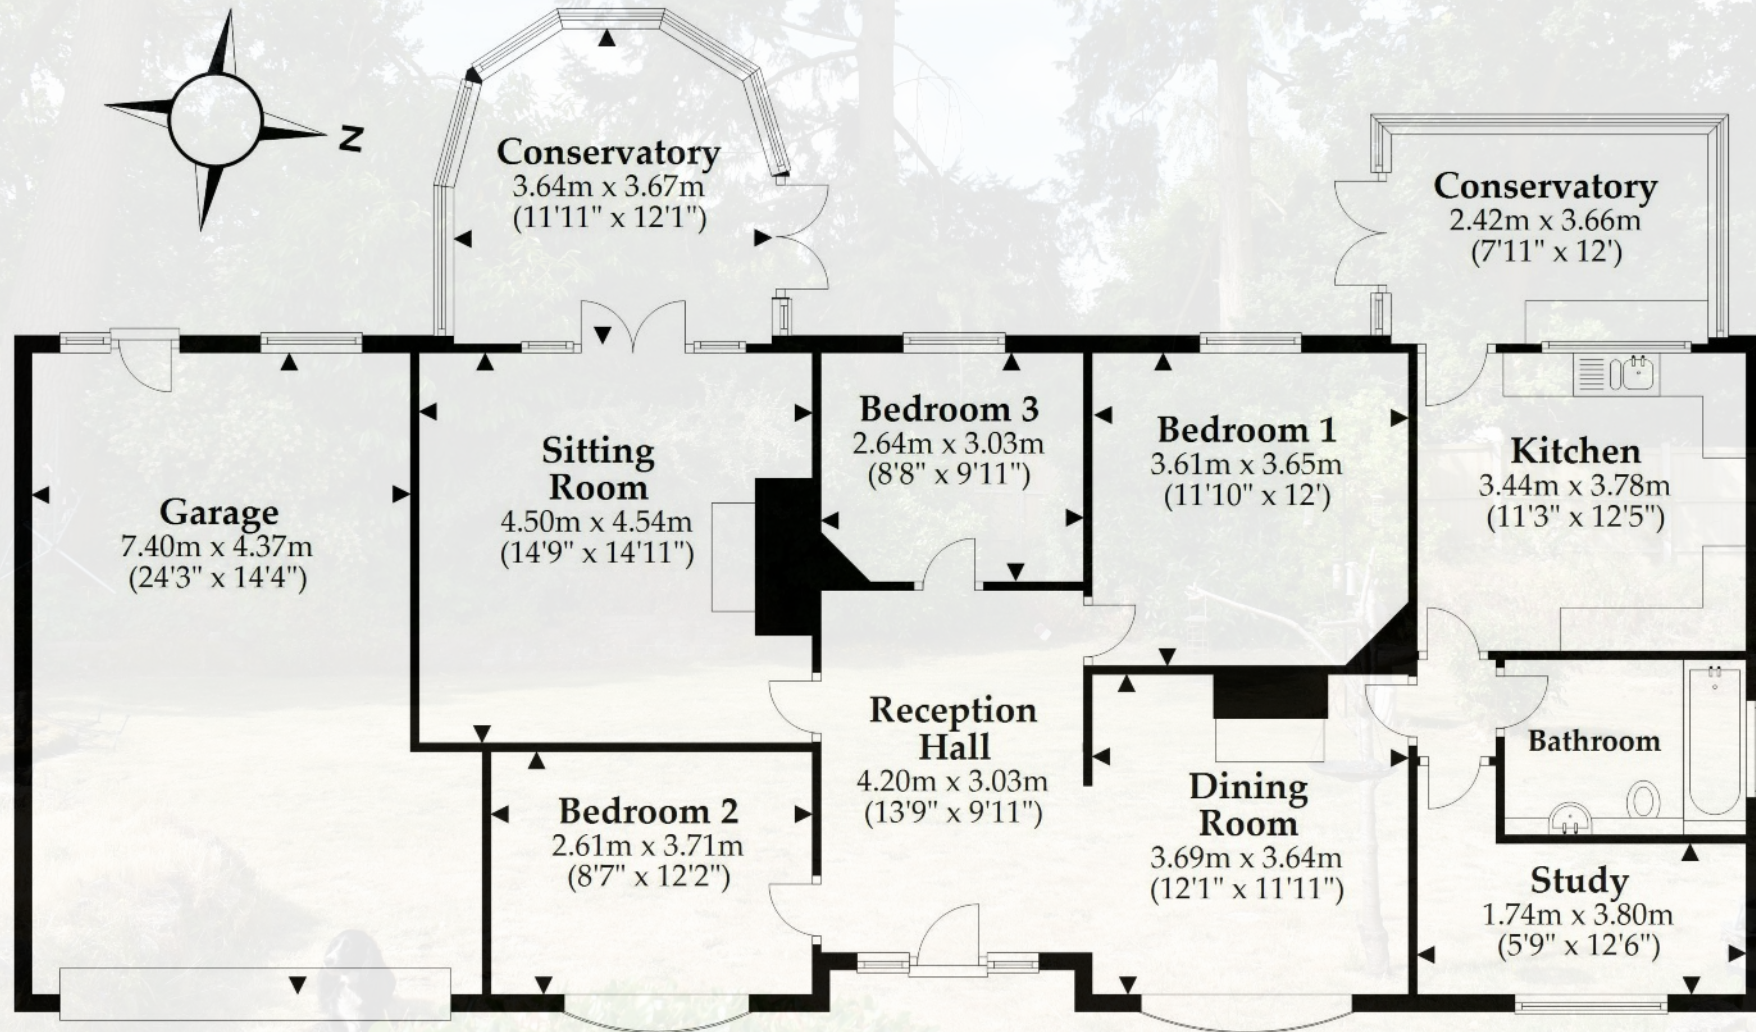 N
Conservatory
3.64m x 3.67m
(11'11" x 12'1")
Conservatory
2.42m x 3.66m
(7'11" x 12')
Garage
7.40m x 4.37m
(24'3" x 14'4")
Sitting
Room
4.50m x 4.54m
(14'9" x 14'11")
Bedroom 3
2.64m x 3.03m
(8'8" x 9'11")
Bedroom 1
3.61m x 3.65m
(11'10" x 12')
Kitchen
3.44m x 3.78m
(11'3" x 12'5")
Bedroom 2
2.61m x 3.71m
(8'7" x 12'2")
Reception
Hall
4.20m x 3.03m
(13'9" x 9'11")
Dining
Room
3.69m x 3.64m
(12'1" x 11'11")
Bathroom
Study
1.74m x 3.80m
(5'9" x 12'6")